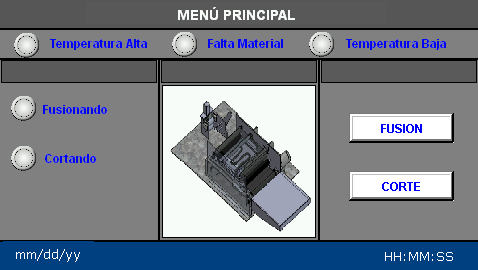 MENÚ PRINCIPAL
Temperatura Alta Falta Material Temperatura Baja
Fusionando
FUSION
Cortando
CORTE
mm/dd/yy HH:MM:SS